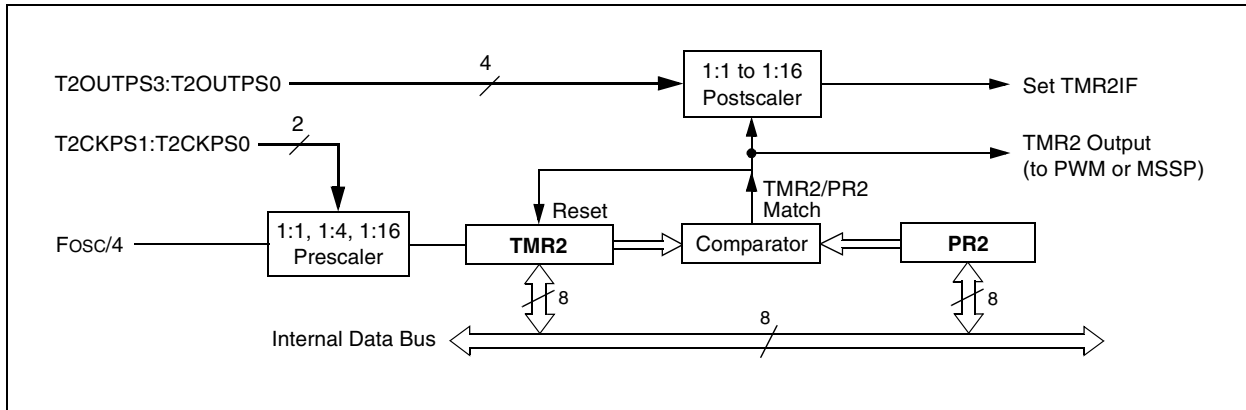 T2OUTPS3:T2OUTPS0
4
1:1 to 1:16
Postscaler
Set TMR2IF
T2CKPS1:T2CKPS0
2
TMR2 Output
(to PWM or MSSP)
TMR2/PR2
Match
Reset
FOSC/4
1:1, 1:4, 1:16
Prescaler
TMR2
Comparator
PR2
8
8
Internal Data Bus
8